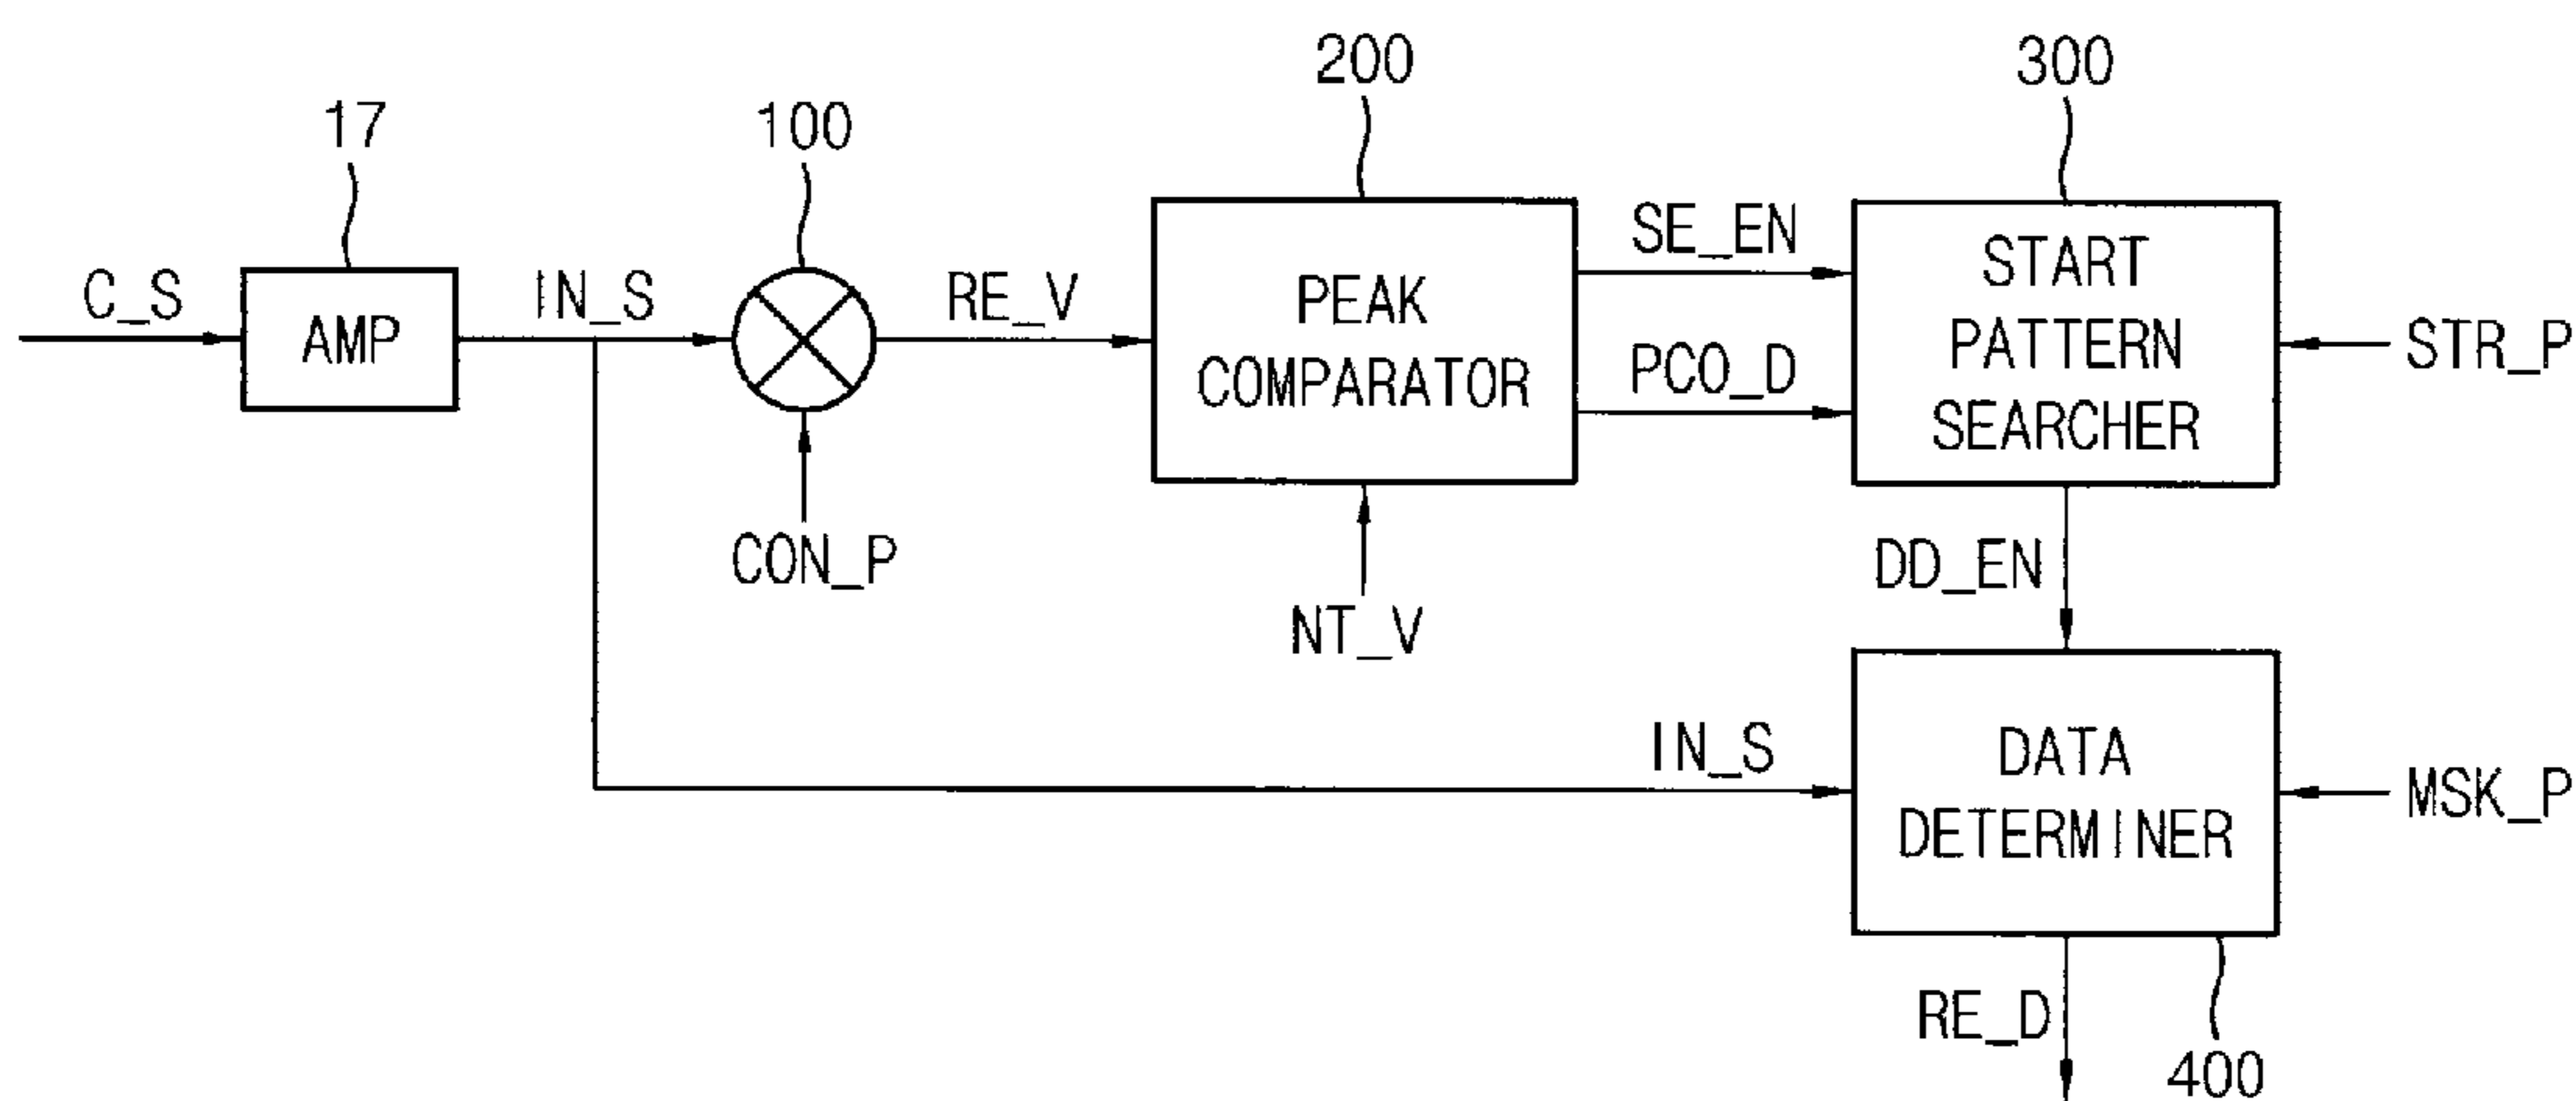 200
300
17
100
SE_EN
START
PATTERN
SEARCHER
C_S
AMP
IN_S
RE_V
PEAK
COMPARATOR
PCO_D
STR_P
CON_P
NT_V
DD_EN
IN_S
DATA
DETERMINER
MSK_P
RE_D
400